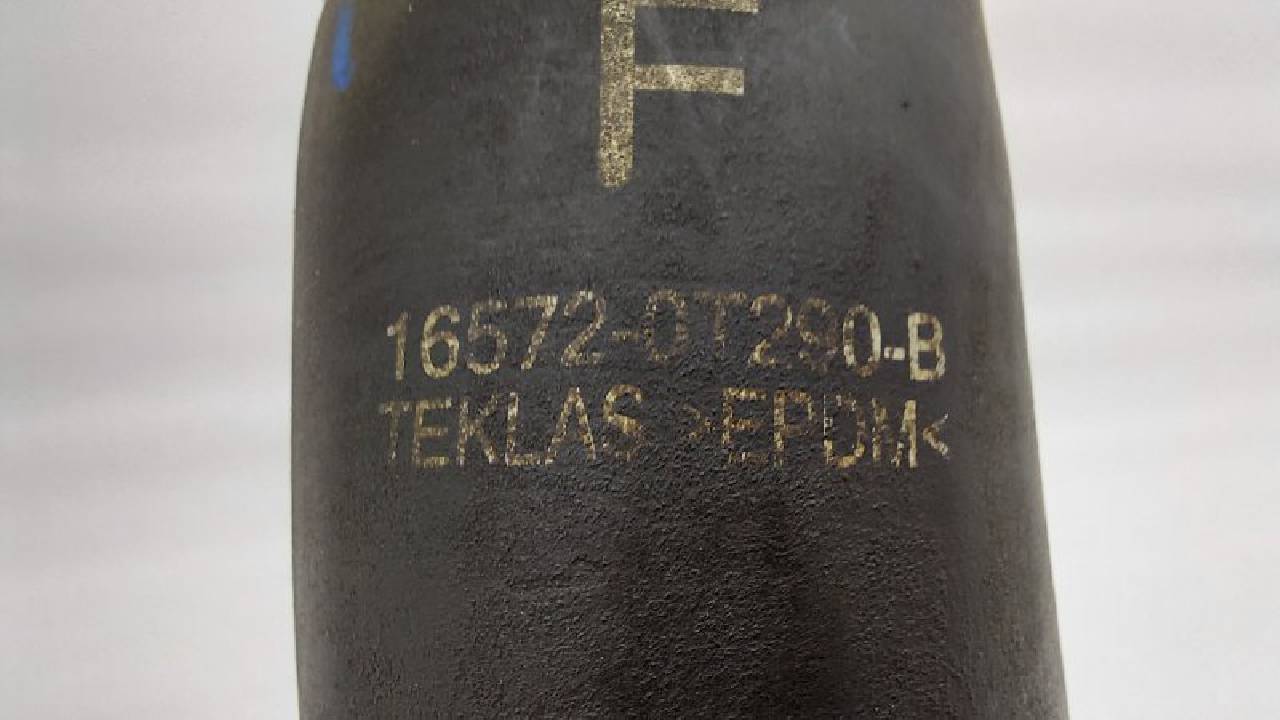 F
16572-0T290-B
TEKLAS >EPDM<